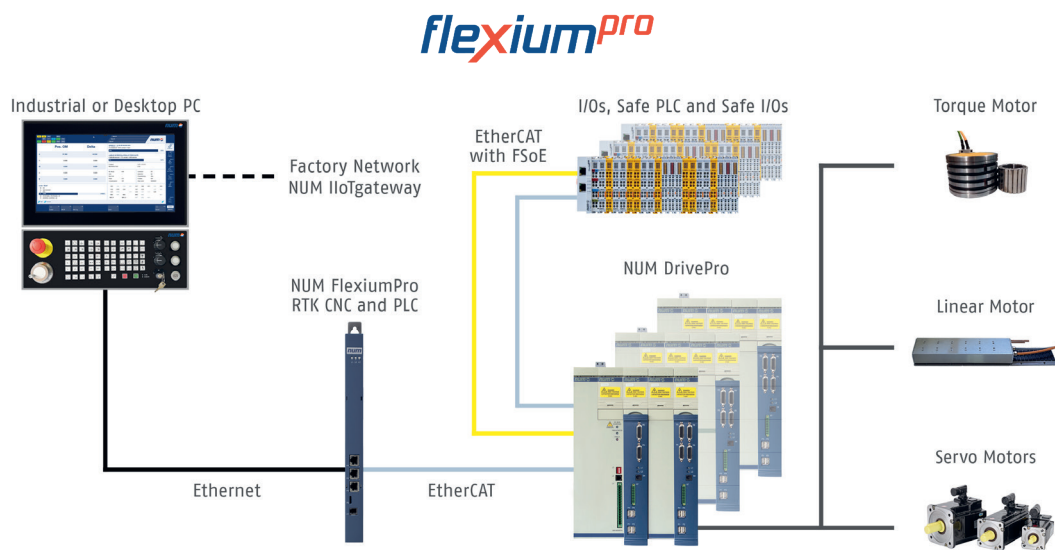 flexiumpro
Industrial or Desktop PC
Factory Network
NUM IIoTgateway
EtherCAT
with FSoE
I/Os, Safe PLC and Safe I/Os
Torque Motor
NUM FlexiumPro
RTK CNC and PLC
num
NUM DrivePro
Linear Motor
Servo Motors
Ethernet
EtherCAT